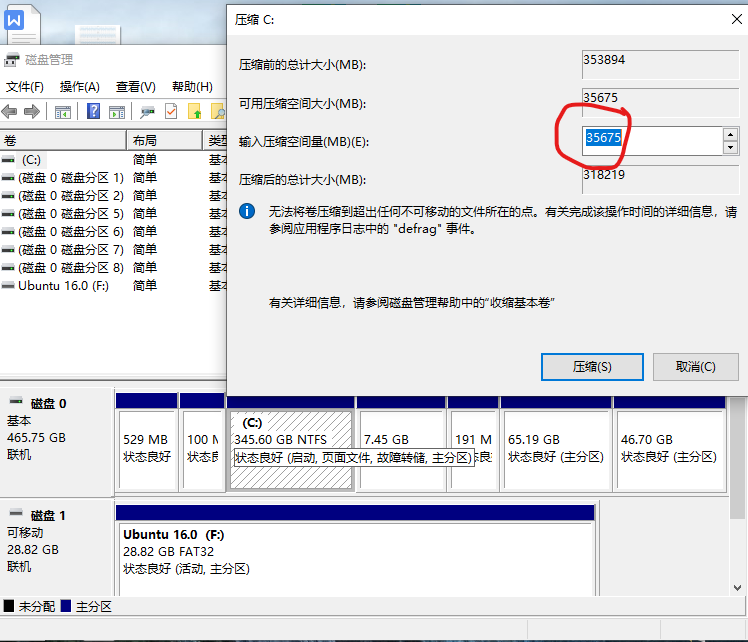 压缩 C:
磁盘管理
文件(F) 操作(A) 查看(V) 帮助(H)
压缩前的总计大小(MB): 353894
可用压缩空间大小(MB): 35675
输入压缩空间量(MB)(E): 35675
压缩后的总计大小(MB): 318219
无法将卷压缩到超出任何不可移动的文件所在的点。有关完成该操作时间的详细信息，请
参阅应用程序日志中的 "defrag" 事件。
有关详细信息，请参阅磁盘管理帮助中的“收缩基本卷”
压缩(S) 取消(C)
卷 布局 类型
(C:) 简单 基本
(磁盘 0 磁盘分区 1) 简单 基本
(磁盘 0 磁盘分区 2) 简单 基本
(磁盘 0 磁盘分区 5) 简单 基本
(磁盘 0 磁盘分区 6) 简单 基本
(磁盘 0 磁盘分区 7) 简单 基本
(磁盘 0 磁盘分区 8) 简单 基本
Ubuntu 16.0 (F:) 简单 基本
磁盘 0
基本
465.75 GB
联机
529 MB
状态良好
100 M
状态良
(C:)
345.60 GB NTFS
状态良好 (启动, 页面文件, 故障转储, 主分区)
7.45 GB
191 M
状态良
65.19 GB
状态良好 (主分区)
46.70 GB
状态良好 (主分区)
磁盘 1
可移动
28.82 GB
联机
Ubuntu 16.0 (F:)
28.82 GB FAT32
状态良好 (活动, 主分区)
未分配 主分区